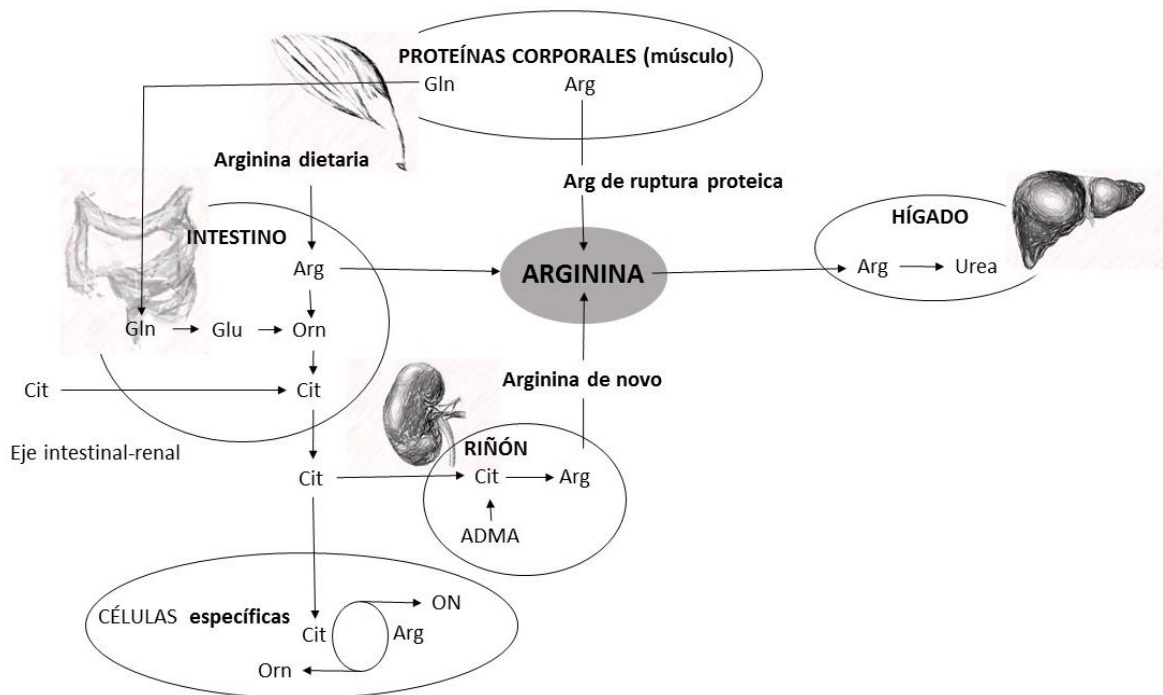 PROTEÍNAS CORPORALES (músculo)
Gln
Arg
Arginina dietaria
Arg de ruptura proteica
INTESTINO
HÍGADO
Arg
ARGININA
Arg
Urea
Gln
Glu
Orn
Arginina de novo
Cit
Cit
Eje intestinal-renal
RIÑÓN
Cit
Cit
Arg
ADMA
CÉLULAS específicas
ON
Cit
Arg
Orn